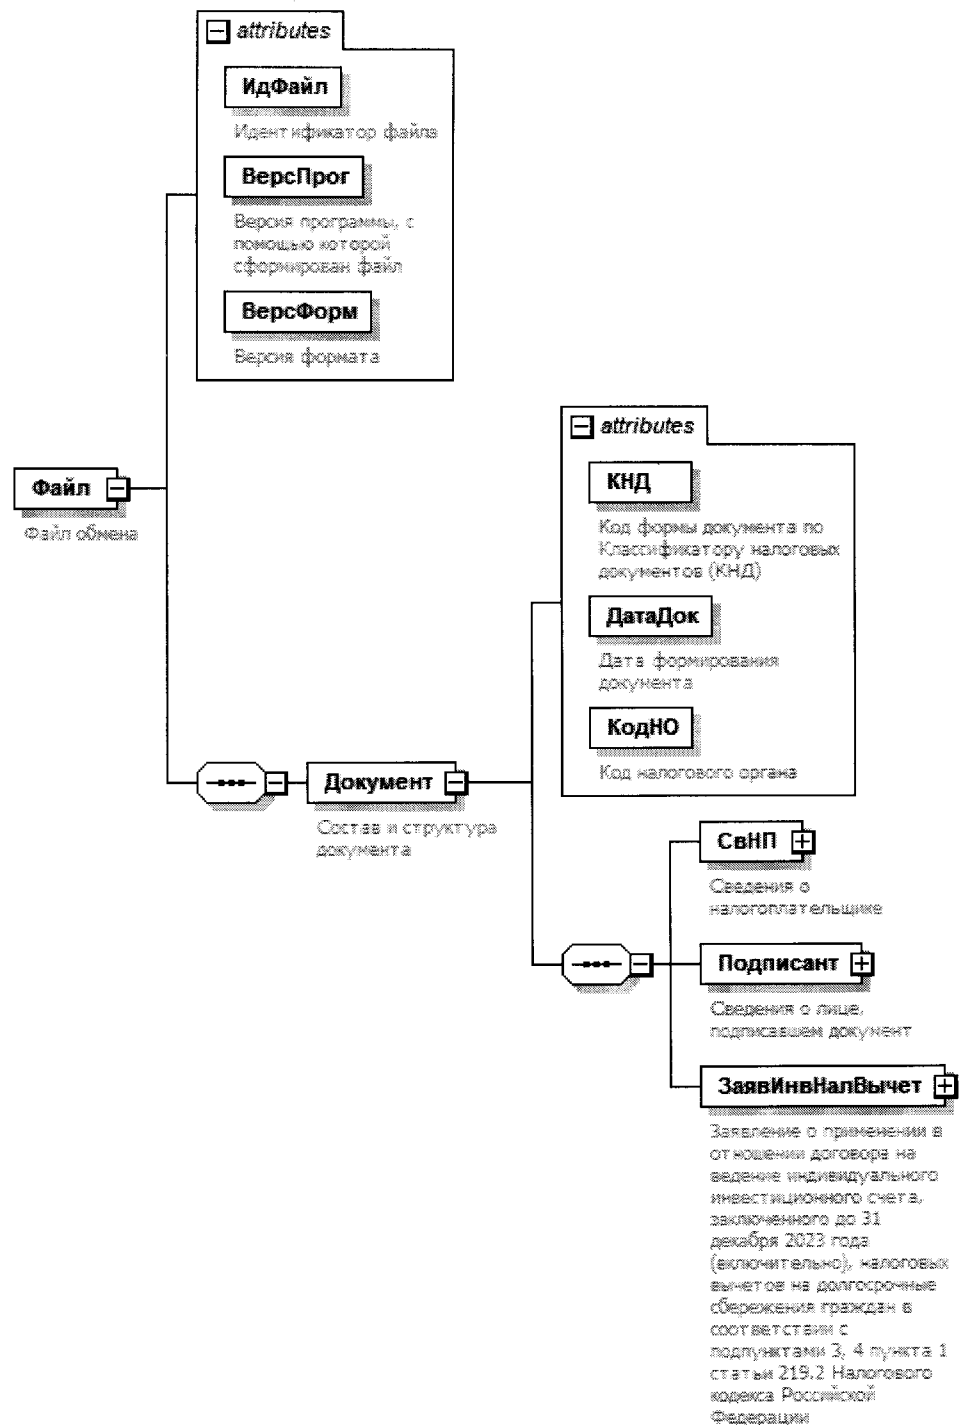 attributes
ИдФайл
Идентификатор файла
ВерсПрог
Версия программы, с
помощью которой
сформирован файл
ВерсФорм
Версия формата
Файл
Файл обмена
attributes
КНД
Код формы документа по
Классификатору налоговых
документов (КНД)
ДатаДок
Дата формирования
документа
КодНО
Код налогового органа
Документ
Состав и структура
документа
СвНП
Сведения о
налогоплательщике
Подписант
Сведения о лице,
подписавшем документ
ЗаявИнвНалВычет
Заявление о применении в
отношении договора на
ведение индивидуального
инвестиционного счета,
заключенного до 31
декабря 2023 года
(включительно), налоговых
вычетов на долгосрочные
сбережения граждан в
соответствии с
подпунктами 3, 4 пункта 1
статьи 219.2 Налогового
кодекса Российской
Федерации